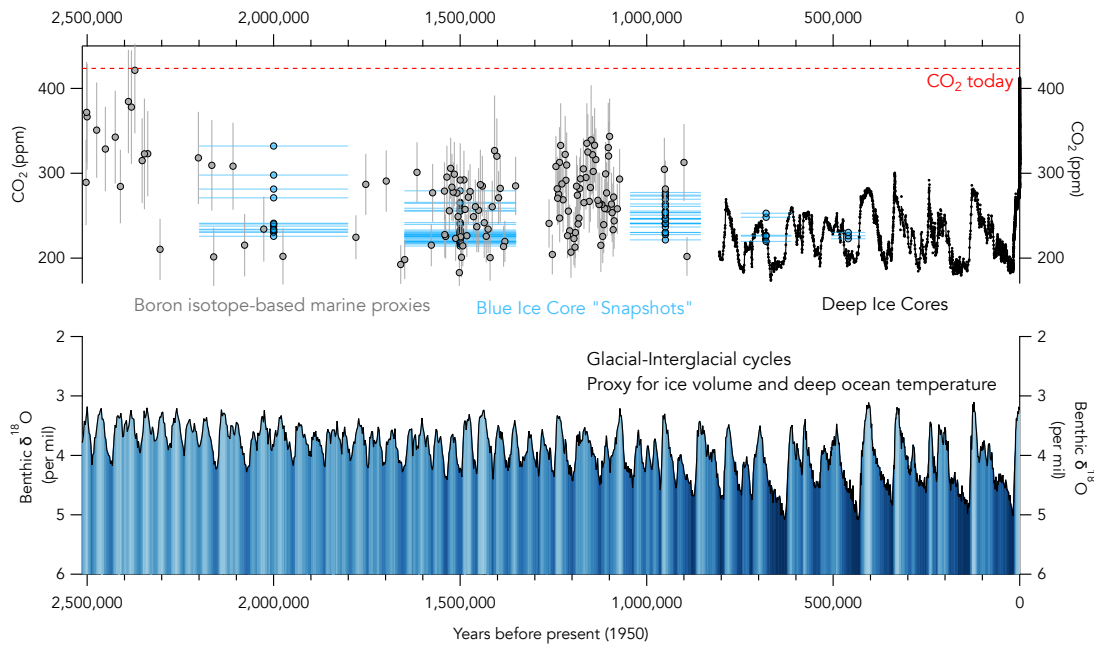 2,500,000 2,000,000 1,500,000 1,000,000 500,000 0
CO2 today
400 400
300 300
200 200
CO2 (ppm)
CO2 (ppm)
Boron isotope-based marine proxies
Blue Ice Core "Snapshots"
Deep Ice Cores
2 2
Glacial-Interglacial cycles
Proxy for ice volume and deep ocean temperature
3 3
4 4
5 5
6 6
Benthic δ18O
(per mil)
Benthic δ18O
(per mil)
2,500,000 2,000,000 1,500,000 1,000,000 500,000 0
Years before present (1950)